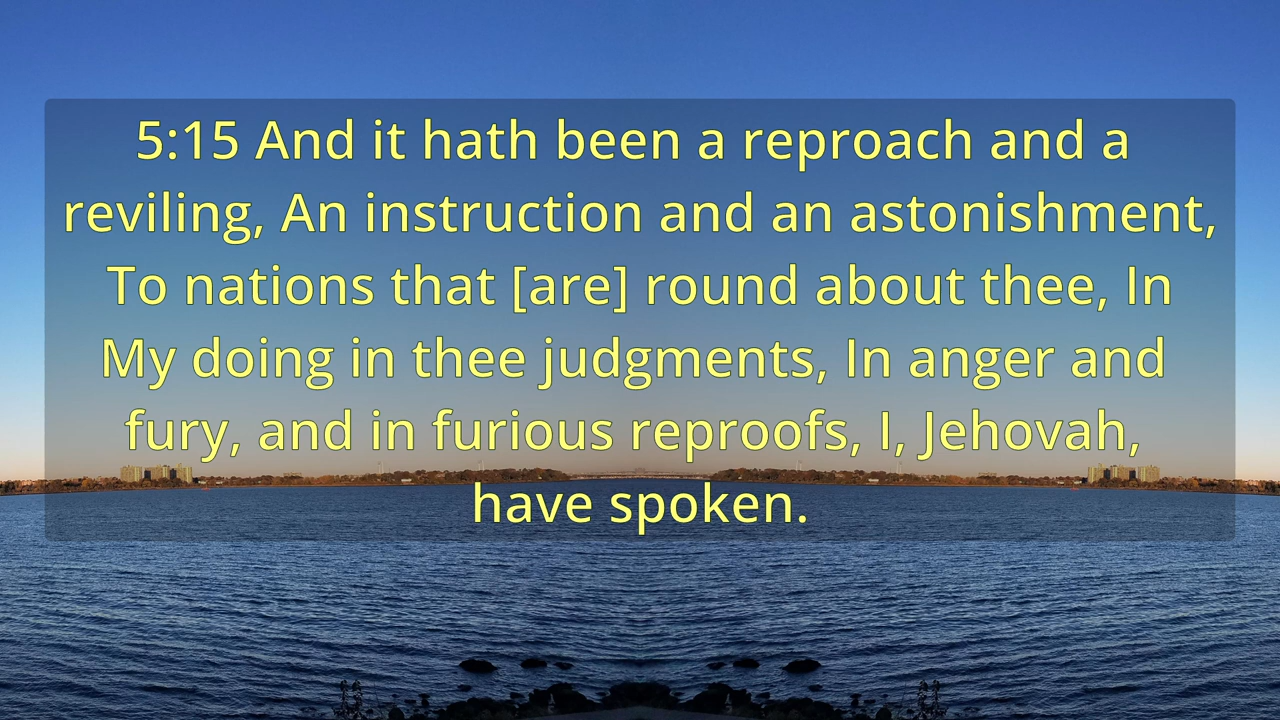 5:15 And it hath been a reproach and a
reviling, An instruction and an astonishment,
To nations that [are] round about thee, In
My doing in thee judgments, In anger and
fury, and in furious reproofs, I, Jehovah,
have spoken.